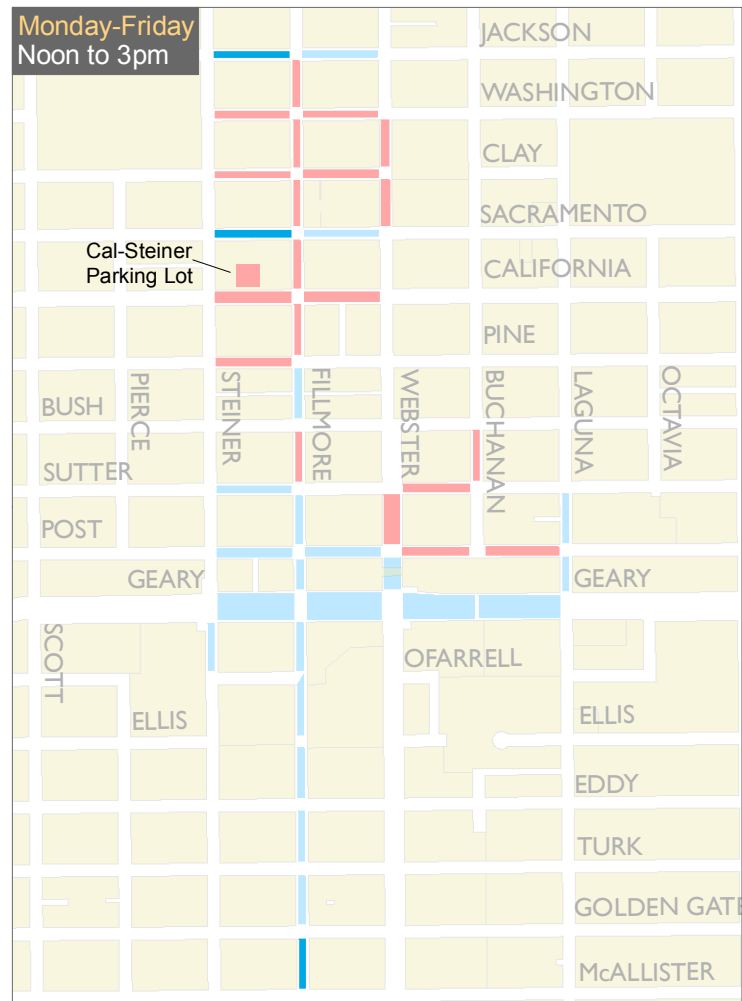 Monday-Friday
Noon to 3pm
JACKSON
WASHINGTON
CLAY
SACRAMENTO
Cal-Steiner
Parking Lot
CALIFORNIA
PINE
PIERCE
STEINER
FILLMORE
WEBSTER
BUCHANAN
LAGUNA
OCTAVIA
BUSH
SUTTER
POST
GEARY
GEARY
SCOTT
OFARRELL
ELLIS
ELLIS
EDDY
TURK
GOLDEN GATE
McALLISTER